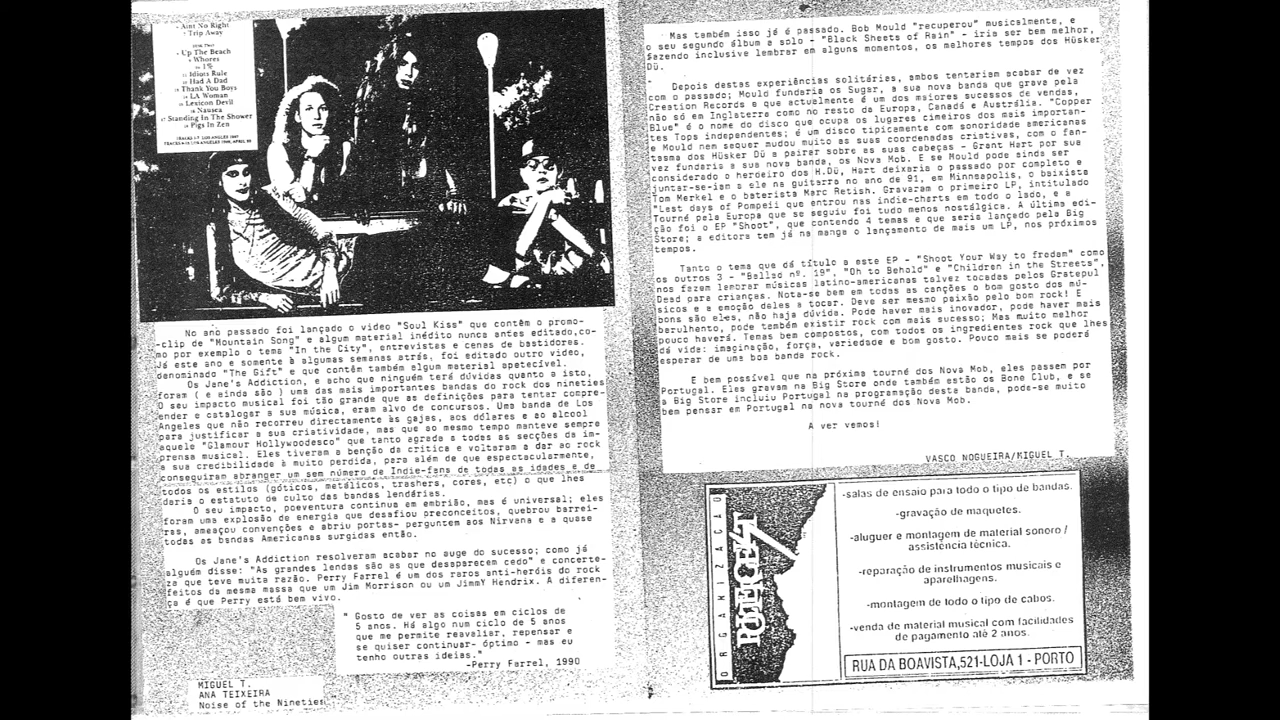 Aint No Right
Trip Away
Up The Beach
Whores
1%
Idiots Rule
Had A Dad
Thank You Boys
LA Woman
Lexicon Devil
Nausea
Standing In The Shower
Pigs In Zen
No ano passado foi lançado o video "Soul Kiss" que contêm o promo-
-clip de "Mountain Song" e algum material inédito nunca antes editado,co-
mo por exemplo o tema "In the City", entrevistas e cenas de bastidores.
Já este ano e somente à algumas semanas atrás, foi editado outro video,
denominado "The Gift" e que contêm também algum material apetecível.
Os Jane's Addiction, e acho que ninguém terá dúvidas quanto a isto,
foram ( e ainda são ) uma das mais importantes bandas do rock dos nineties
O seu impacto musical foi tão grande que as definições para tentar compre-
ender e catalogar a sua música, eram alvo de concursos. Uma banda de Los
Angeles que não recorreu directamente às gajas, aos dólares e ao alcool
para justificar a sua criatividade, mas que ao mesmo tempo manteve sempre
aquele "Glamour Hollywoodesco" que tanto agrada a todas as secções da im-
prensa musical. Eles tiveram a benção da critica e voltaram a dar ao rock
a sua credibilidade à muito perdida, para além de que espectacularmente,
conseguiram abranger um sem número de Indie-fans de todas as idades e de
todos os estilos (góticos, metálicos, trashers, cores, etc) o que lhes
daria o estatuto de culto das bandas lendárias.
O seu impacto, poeventura continua em embrião, mas é universal; eles
foram uma explosão de energia que desafiou preconceitos, quebrou barrei-
ras, ameaçou convenções e abriu portas- perguntem aos Nirvana e a quase
todas as bandas Americanas surgidas então.
Os Jane's Addiction resolveram acabar no auge do sucesso; como já
alguém disse: "As grandes lendas são as que desaparecem cedo" e concerte-
za que teve muita razão. Perry Farrel é um dos raros anti-heróis do rock
feitos da mesma massa que um Jim Morrison ou um JimmY Hendrix. A diferen-
ça é que Perry está bem vivo.
" Gosto de ver as coisas em ciclos de
5 anos. Há algo num ciclo de 5 anos
que me permite reavaliar, repensar e
se quiser continuar- óptimo - mas eu
tenho outras ideias."
-Perry Farrel, 1990
MIGUEL T.
ANA TEIXEIRA
Noise of the Nineties
Mas também isso já é passado. Bob Mould "recuperou" musicalmente, e
o seu segundo álbum a solo - "Black Sheets of Rain" - iria ser bem melhor,
fazendo inclusive lembrar em alguns momentos, os melhores tempos dos Hüsker
Dü.
Depois destas experiências solitárias, ambos tentariam acabar de vez
com o passado; Mould fundaria os Sugar, a sua nova banda que grava pela
Creation Records e que actualmente é um dos maiores sucessos de vendas,
não só em Inglaterra como no resto da Europa, Canadá e Austrália. "Copper
Blue" é o nome do disco que ocupa os lugares cimeiros dos mais importan-
tes Tops independentes; é um disco tipicamente com sonoridade americanas
e Mould nem sequer mudou muito as suas coordenadas criativas, com o fan-
tasma dos Hüsker Dü a pairar sobre as suas cabeças - Grant Hart por sua
vez fundaria a sua nova banda, os Nova Mob. E se Mould pode ainda ser
considerado o herdeiro dos H.Dü, Hart deixaria o passado por completo e
juntar-se-iam a ele na guitarra no ano de 91, em Minneapolis, o baixista
Tom Merkel e o baterista Marc Retish. Gravaram o primeiro LP, intitulado
"Last days of Pompeii que entrou nas indie-charts em todo o lado, e a
Tourné pela Europa que se seguiu foi tudo menos nostálgica. A última edi-
ção foi o EP "Shoot", que contendo 4 temas e que seria lançado pela Big
Store; a editora tem já na manga o lançamento de mais um LP, nos próximos
tempos.
Tanto o tema que dá título a este EP - "Shoot Your Way to fredam" como
os outros 3 - "Ballad nº. 19", "Oh to Behold" e "Children in the Streets",
nos fazem lembrar músicas latino-americanas talvez tocadas pelos Gratepul
Dead para crianças. Nota-se bem em todas as canções o bom gosto dos mú-
sicos e a emoção deles a tocar. Deve ser mesmo paixão pelo bom rock! E
bons são eles, não haja dúvida. Pode haver mais inovador, pode haver mais
barulhento, pode também existir rock com mais sucesso; Mas muito melhor
pouco haverá. Temas bem compostos, com todos os ingredientes rock que lhes
dá vida: imaginação, força, variedade e bom gosto. Pouco mais se poderá
esperar de uma boa banda rock.
E bem possível que na próxima tourné dos Nova Mob, eles passem por
Portugal. Eles gravam na Big Store onde também estão os Bone Club, e se
a Big Store incluiu Portugal na programação desta banda, pode-se muito
bem pensar em Portugal na nova tourné dos Nova Mob.
A ver vemos!
VASCO NOGUEIRA/MIGUEL T.
ORGANIZAÇÃO
-salas de ensaio para todo o tipo de bandas.
-gravação de maquetes.
-aluguer e montagem de material sonoro /
assistência técnica.
-reparação de instrumentos musicais e
aparelhagens.
-montagem de todo o tipo de cabos.
-venda de material musical com facilidades
de pagamento até 2 anos.
RUA DA BOAVISTA,521-LOJA 1 - PORTO